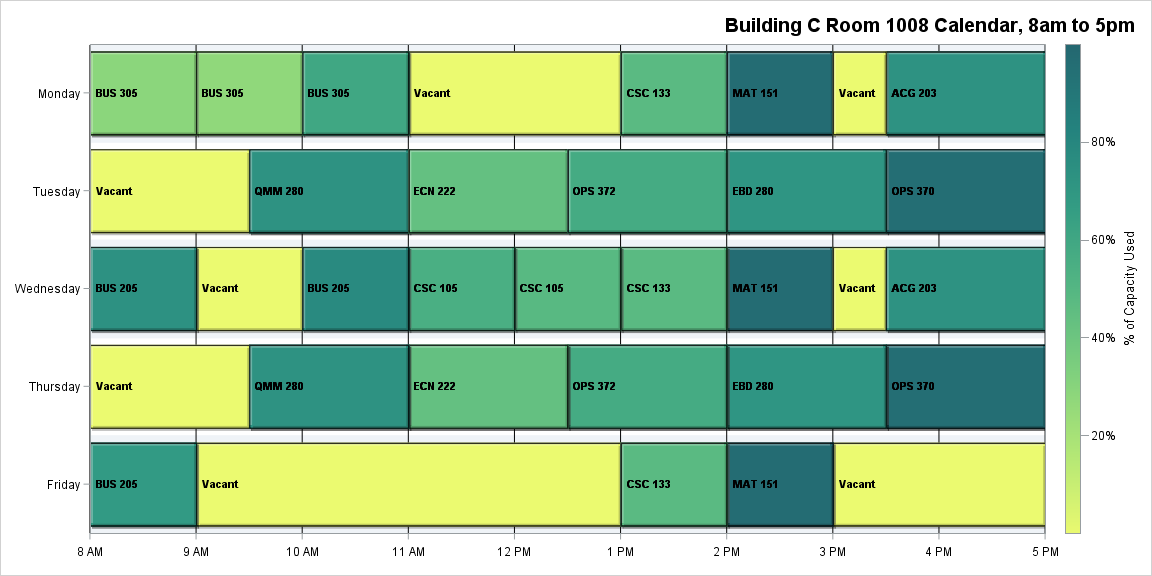 Building C Room 1008 Calendar, 8am to 5pm
Monday
BUS 305
BUS 305
BUS 305
Vacant
CSC 133
MAT 151
Vacant
ACG 203
Tuesday
Vacant
QMM 280
ECN 222
OPS 372
EBD 280
OPS 370
Wednesday
BUS 205
Vacant
BUS 205
CSC 105
CSC 105
CSC 133
MAT 151
Vacant
ACG 203
Thursday
Vacant
QMM 280
ECN 222
OPS 372
EBD 280
OPS 370
Friday
BUS 205
Vacant
CSC 133
MAT 151
Vacant
8 AM
9 AM
10 AM
11 AM
12 PM
1 PM
2 PM
3 PM
4 PM
5 PM
80%
60%
40%
20%
% of Capacity Used